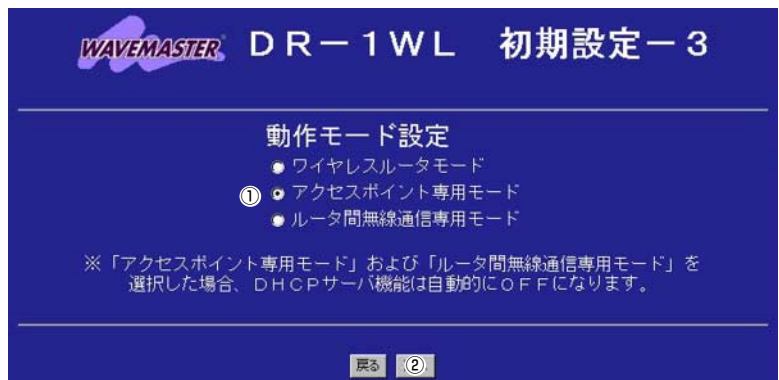 WAVEMASTER DR－1WL 初期設定－3
動作モード設定
ワイヤレスルータモード
① アクセスポイント専用モード
ルータ間無線通信専用モード
※「アクセスポイント専用モード」および「ルータ間無線通信専用モード」を
選択した場合、DHCPサーバ機能は自動的にOFFになります。
戻る ②